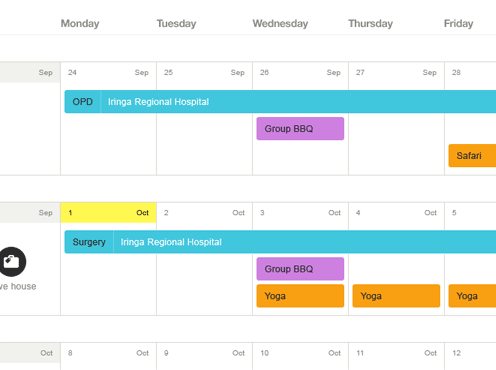 Monday Tuesday Wednesday Thursday Friday
Sep 24 Sep 25 Sep 26 Sep 27 Sep 28
OPD Iringa Regional Hospital
Group BBQ
Safari
Sep 1 Oct 2 Oct 3 Oct 4 Oct 5
Surgery Iringa Regional Hospital
Group BBQ
house
Yoga Yoga Yoga
Oct 8 Oct 9 Oct 10 Oct 11 Oct 12